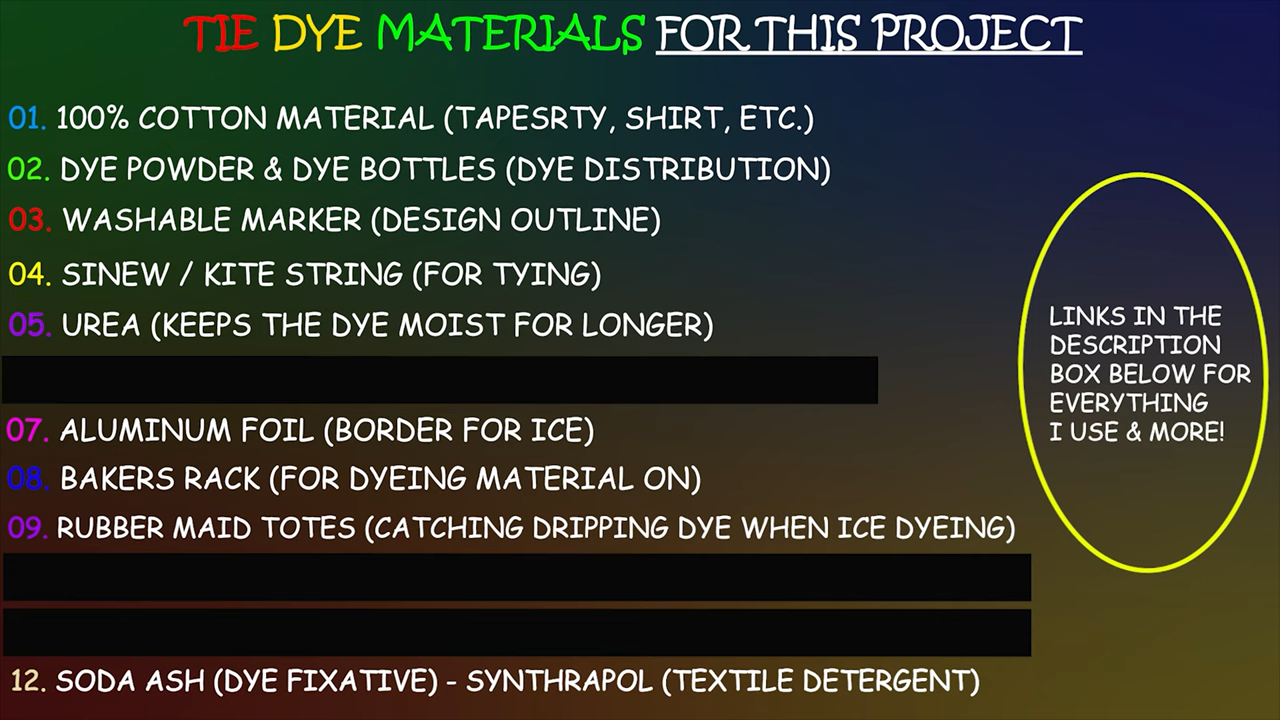 TIE DYE MATERIALS FOR THIS PROJECT
01. 100% COTTON MATERIAL (TAPESRTY, SHIRT, ETC.)
02. DYE POWDER & DYE BOTTLES (DYE DISTRIBUTION)
03. WASHABLE MARKER (DESIGN OUTLINE)
04. SINEW / KITE STRING (FOR TYING)
05. UREA (KEEPS THE DYE MOIST FOR LONGER)
07. ALUMINUM FOIL (BORDER FOR ICE)
08. BAKERS RACK (FOR DYEING MATERIAL ON)
09. RUBBER MAID TOTES (CATCHING DRIPPING DYE WHEN ICE DYEING)
12. SODA ASH (DYE FIXATIVE) - SYNTHRAPOL (TEXTILE DETERGENT)
LINKS IN THE
DESCRIPTION
BOX BELOW FOR
EVERYTHING
I USE & MORE!